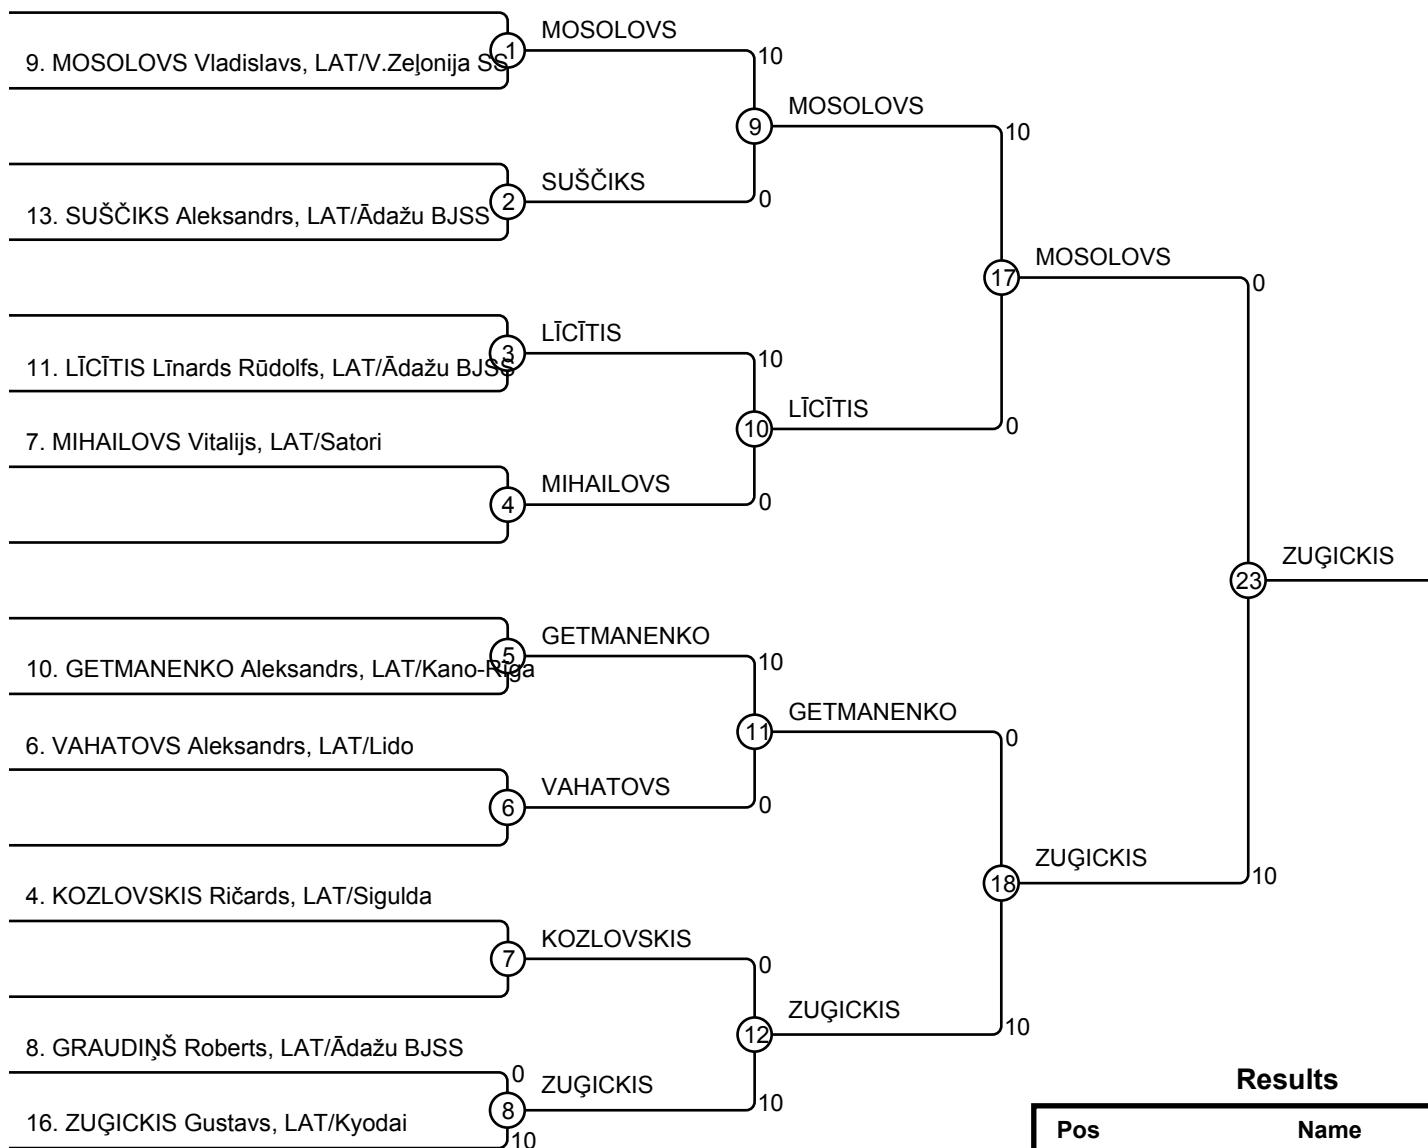 MOSOLOVS
9. MOSOLOVS Vladislavs, LAT/V.Zeļonija SS
1
10
MOSOLOVS
9
10
SUŠČIKS
13. SUŠČIKS Aleksandrs, LAT/Ādažu BJSS
2
0
MOSOLOVS
17
0
LĪCĪTIS
11. LĪCĪTIS Līnards Rūdolfs, LAT/Ādažu BJSS
3
10
LĪCĪTIS
10
0
7. MIHAILOVS Vitalijs, LAT/Satori
MIHAILOVS
4
0
ZUĢICKIS
23
GETMANENKO
10. GETMANENKO Aleksandrs, LAT/Kano-Rīga
5
10
GETMANENKO
11
0
6. VAHATOVS Aleksandrs, LAT/Lido
VAHATOVS
6
0
ZUĢICKIS
18
10
4. KOZLOVSKIS Ričards, LAT/Sigulda
KOZLOVSKIS
7
0
ZUĢICKIS
12
10
8. GRAUDIŅŠ Roberts, LAT/Ādažu BJSS
0
ZUĢICKIS
8
10
16. ZUĢICKIS Gustavs, LAT/Kyodai
10
Results
Pos Name